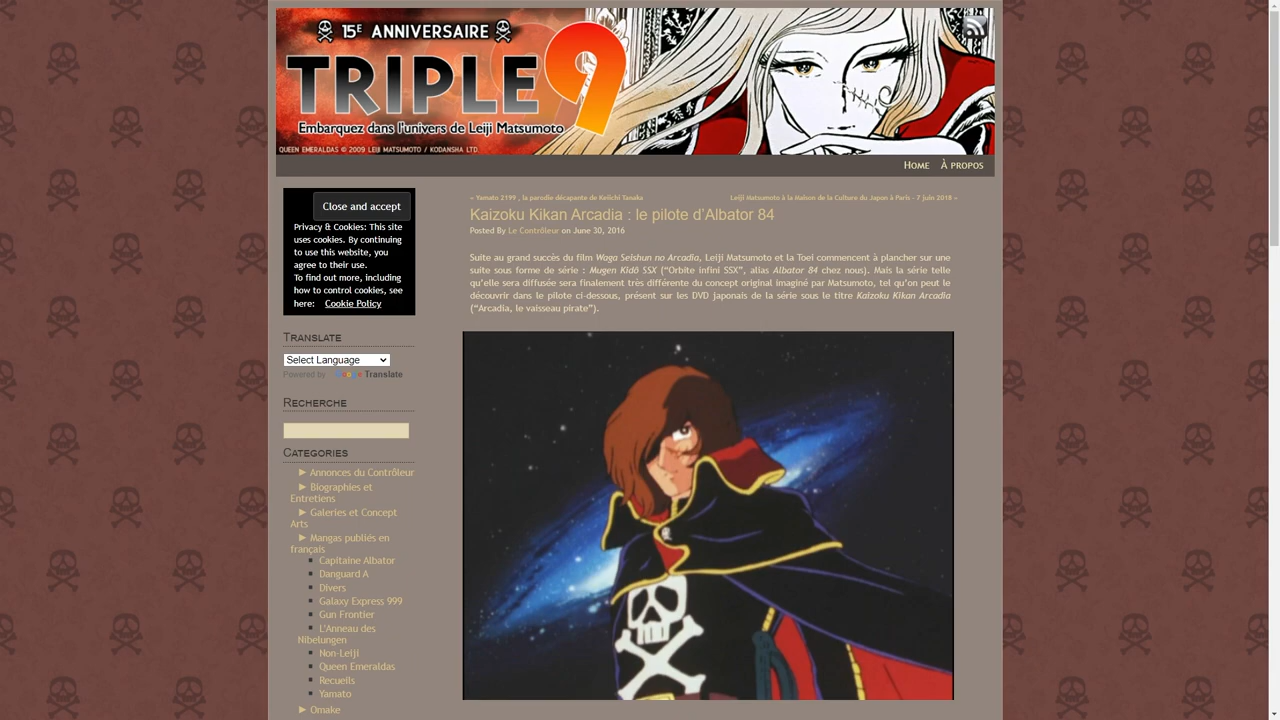 15E ANNIVERSAIRE
TRIPLE 9
Embarquez dans l'univers de Leiji Matsumoto
QUEEN EMERALDAS © 2009 LEIJI MATSUMOTO / KODANSHA LTD
Home
À propos
Close and accept
Privacy & Cookies: This site
uses cookies. By continuing
to use this website, you
agree to their use.
To find out more, including
how to control cookies, see
here: Cookie Policy
Translate
Select Language
Powered by Google Translate
Recherche
Categories
► Annonces du Contrôleur
► Biographies et
Entretiens
► Galeries et Concept
Arts
► Mangas publiés en
français
Capitaine Albator
Danguard A
Divers
Galaxy Express 999
Gun Frontier
L'Anneau des
Nibelungen
Non-Leiji
Queen Emeraldas
Recueils
Yamato
► Omake
« Yamato 2199 , la parodie décapante de Keiichi Tanaka
Leiji Matsumoto à la Maison de la Culture du Japon à Paris - 7 juin 2018 »
Kaizoku Kikan Arcadia : le pilote d'Albator 84
Posted By Le Contrôleur on June 30, 2016
Suite au grand succès du film Waga Seishun no Arcadia, Leiji Matsumoto et la Toei commencent à plancher sur une
suite sous forme de série : Mugen Kidô SSX ("Orbite infini SSX", alias Albator 84 chez nous). Mais la série telle
qu'elle sera diffusée sera finalement très différente du concept original imaginé par Matsumoto, tel qu'on peut le
découvrir dans le pilote ci-dessous, présent sur les DVD japonais de la série sous le titre Kaizoku Kikan Arcadia
("Arcadia, le vaisseau pirate").